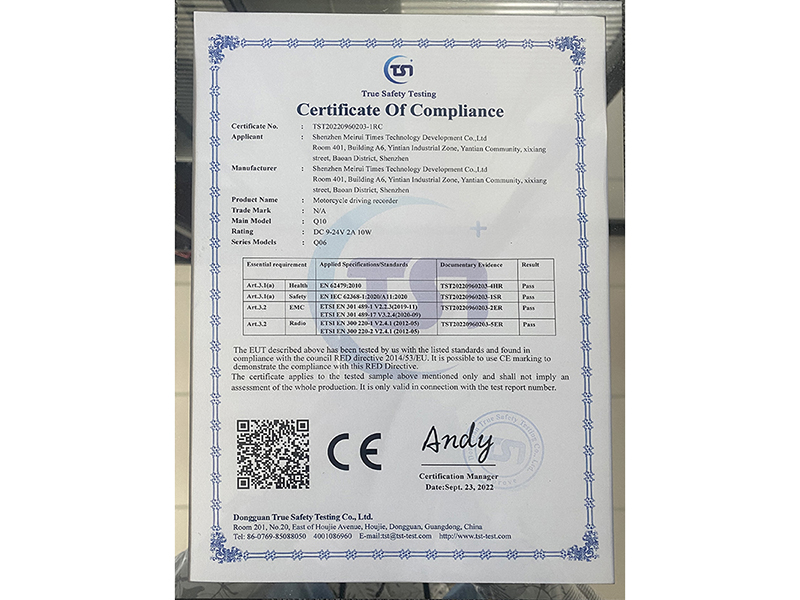 TST
True Safety Testing
Certificate Of Compliance
Certificate No. : TST20220960203-1RC
Applicant : Shenzhen Meirui Times Technology Development Co.,Ltd
Room 401, Building A6, Yintian Industrial Zone, Yantian Community, xixiang
street, Baoan District, Shenzhen
Manufacturer : Shenzhen Meirui Times Technology Development Co.,Ltd
Room 401, Building A6, Yintian Industrial Zone, Yantian Community, xixiang
street, Baoan District, Shenzhen
Product Name : Motorcycle driving recorder
Trade Mark : N/A
Main Model : Q10
Rating : DC 9-24V 2A 10W
Series Models : Q06
Essential requirement Applied Specifications/Standards Documentary Evidence Result
Art.3.1(a) Health EN 62479:2010 TST20220960203-4HR Pass
Art.3.1(a) Safety EN IEC 62368-1:2020/A11:2020 TST20220960203-1SR Pass
Art.3.2 EMC ETSI EN 301 489-1 V2.2.3(2019-11) TST20220960203-2ER Pass
ETSI EN 301 489-17 V3.2.4(2020-09)
Art.3.2 Radio ETSI EN 300 220-1 V2.4.1 (2012-05) TST20220960203-5ER Pass
ETSI EN 300 220-2 V2.4.1 (2012-05)
The EUT described above has been tested by us with the listed standards and found in
compliance with the council RED directive 2014/53/EU. It is possible to use CE marking to
demonstrate the compliance with this RED Directive.
The certificate applies to the tested sample above mentioned only and shall not imply an
assessment of the whole production. It is only valid in connection with the test report number.
CE
Andy
Certification Manager
Date:Sept. 23, 2022
Dongguan True Safety Testing Co., Ltd.
Room 201, No.20, East of Houjie Avenue, Houjie, Dongguan, Guangdong, China
Tel: 86-0769-85088050 4001086960 E-mail:tst@tst-test.com http://www.tst-test.com